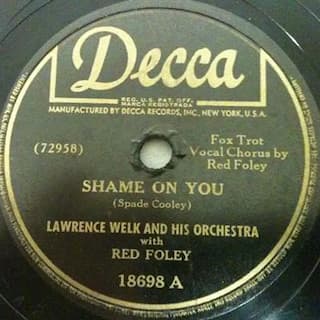 Decca
REG. U.S. PAT. OFF.
MARCA REGISTRADA
MANUFACTURED BY DECCA RECORDS, INC., NEW YORK, U.S.A.
(72958)
Fox Trot
Vocal Chorus by
Red Foley
SHAME ON YOU
(Spade Cooley)
LAWRENCE WELK AND HIS ORCHESTRA
with
RED FOLEY
18698 A